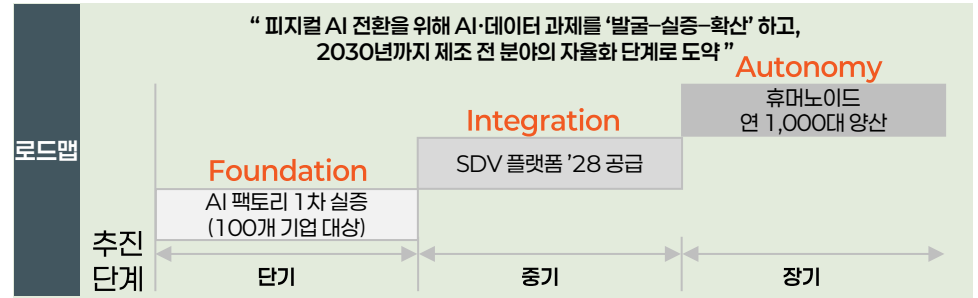 “ 피지컬 AI 전환을 위해 AI·데이터 과제를 ‘발굴–실증–확산’ 하고,
2030년까지 제조 전 분야의 자율화 단계로 도약 ”
로드맵
Autonomy
휴머노이드
연 1,000대 양산
Integration
SDV 플랫폼 ’28 공급
Foundation
AI 팩토리 1차 실증
(100개 기업 대상)
추진
단계
단기
중기
장기